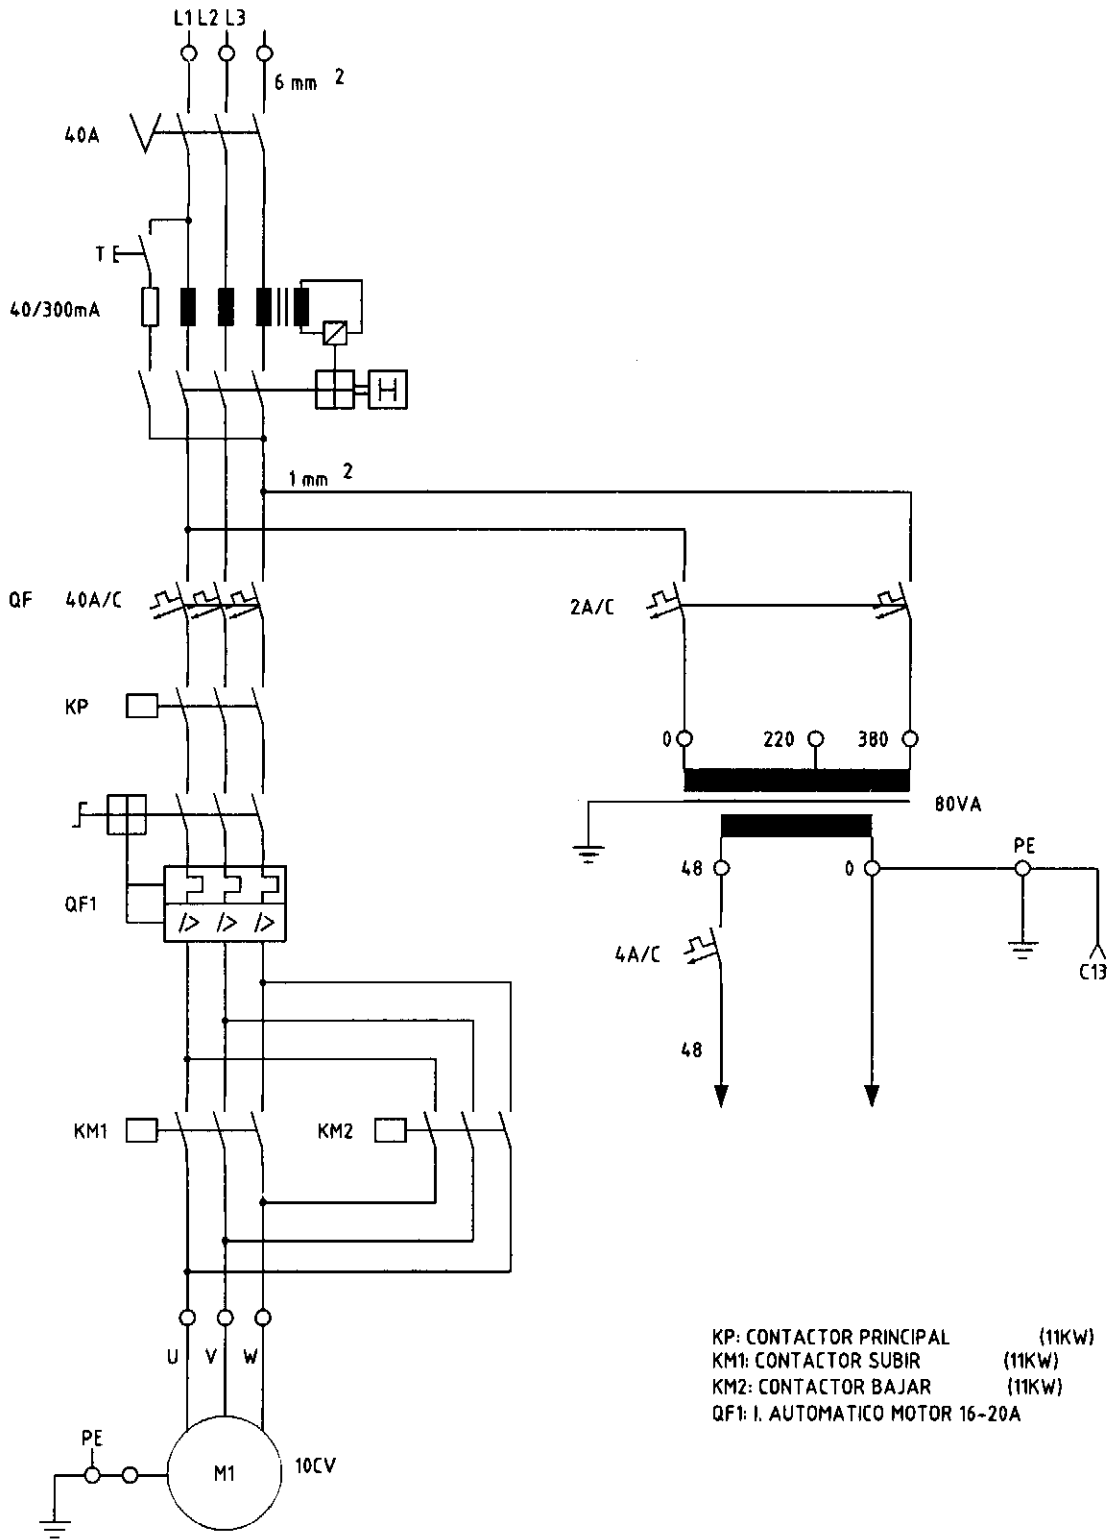 L1 L2 L3
6 mm 2
40A
T
40/300mA
H
1 mm 2
QF 40A/C
2A/C
KP
0 220 380
80VA
48 0 PE
QF1
I> I> I>
4A/C
C13
48
KM1 KM2
KP: CONTACTOR PRINCIPAL (11KW)
KM1: CONTACTOR SUBIR (11KW)
KM2: CONTACTOR BAJAR (11KW)
QF1: I. AUTOMATICO MOTOR 16-20A
U V W
PE
M1 10CV